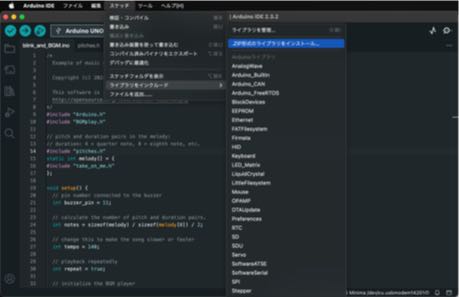 Arduino IDE ファイル 編集 スケッチ ツール ヘルプ(H)
Arduino IDE 2.3.2
検証・コンパイル
書き込み
書き込み装置を使って書き込む
コンパイル済みバイナリをエクスポート
デバッグに最適化
スケッチフォルダを表示
ライブラリをインクルード
ファイルを追加...
ライブラリを管理...
.ZIP形式のライブラリをインストール...
Arduinoライブラリ
AnalogWave
Arduino_BuiltIn
Arduino_CAN
Arduino_FreeRTOS
BlockDevices
EEPROM
Ethernet
FATFilesystem
Firmata
HID
Keyboard
LED_Matrix
LiquidCrystal
LittleFilesystem
Mouse
OPAMP
OTAUpdate
Preferences
RTC
SD
SDU
Servo
SoftwareATSE
SoftwareSerial
SPI
Stepper
blink_and_BGM.ino pitches.h
/*
Example of music
Copyright (c) 202
This software is
http://opensource
*/
#include "Arduino.h"
#include "BGMplay.h"
// pitch and duration pairs in the melody:
// duration: 4 = quarter note, 8 = eighth note, etc.
#include "pitches.h"
static int melody[] = {
#include "take_on_me.h"
};
void setup() {
// pin number connected to the buzzer
int buzzer_pin = 11;
// calculate the number of pitch and duration pairs.
int notes = sizeof(melody) / sizeof(melody[0]) / 2;
// change this to make the song slower or faster
int tempo = 140;
// playback repeatedly
int repeat = true;
// initialize the BGM player